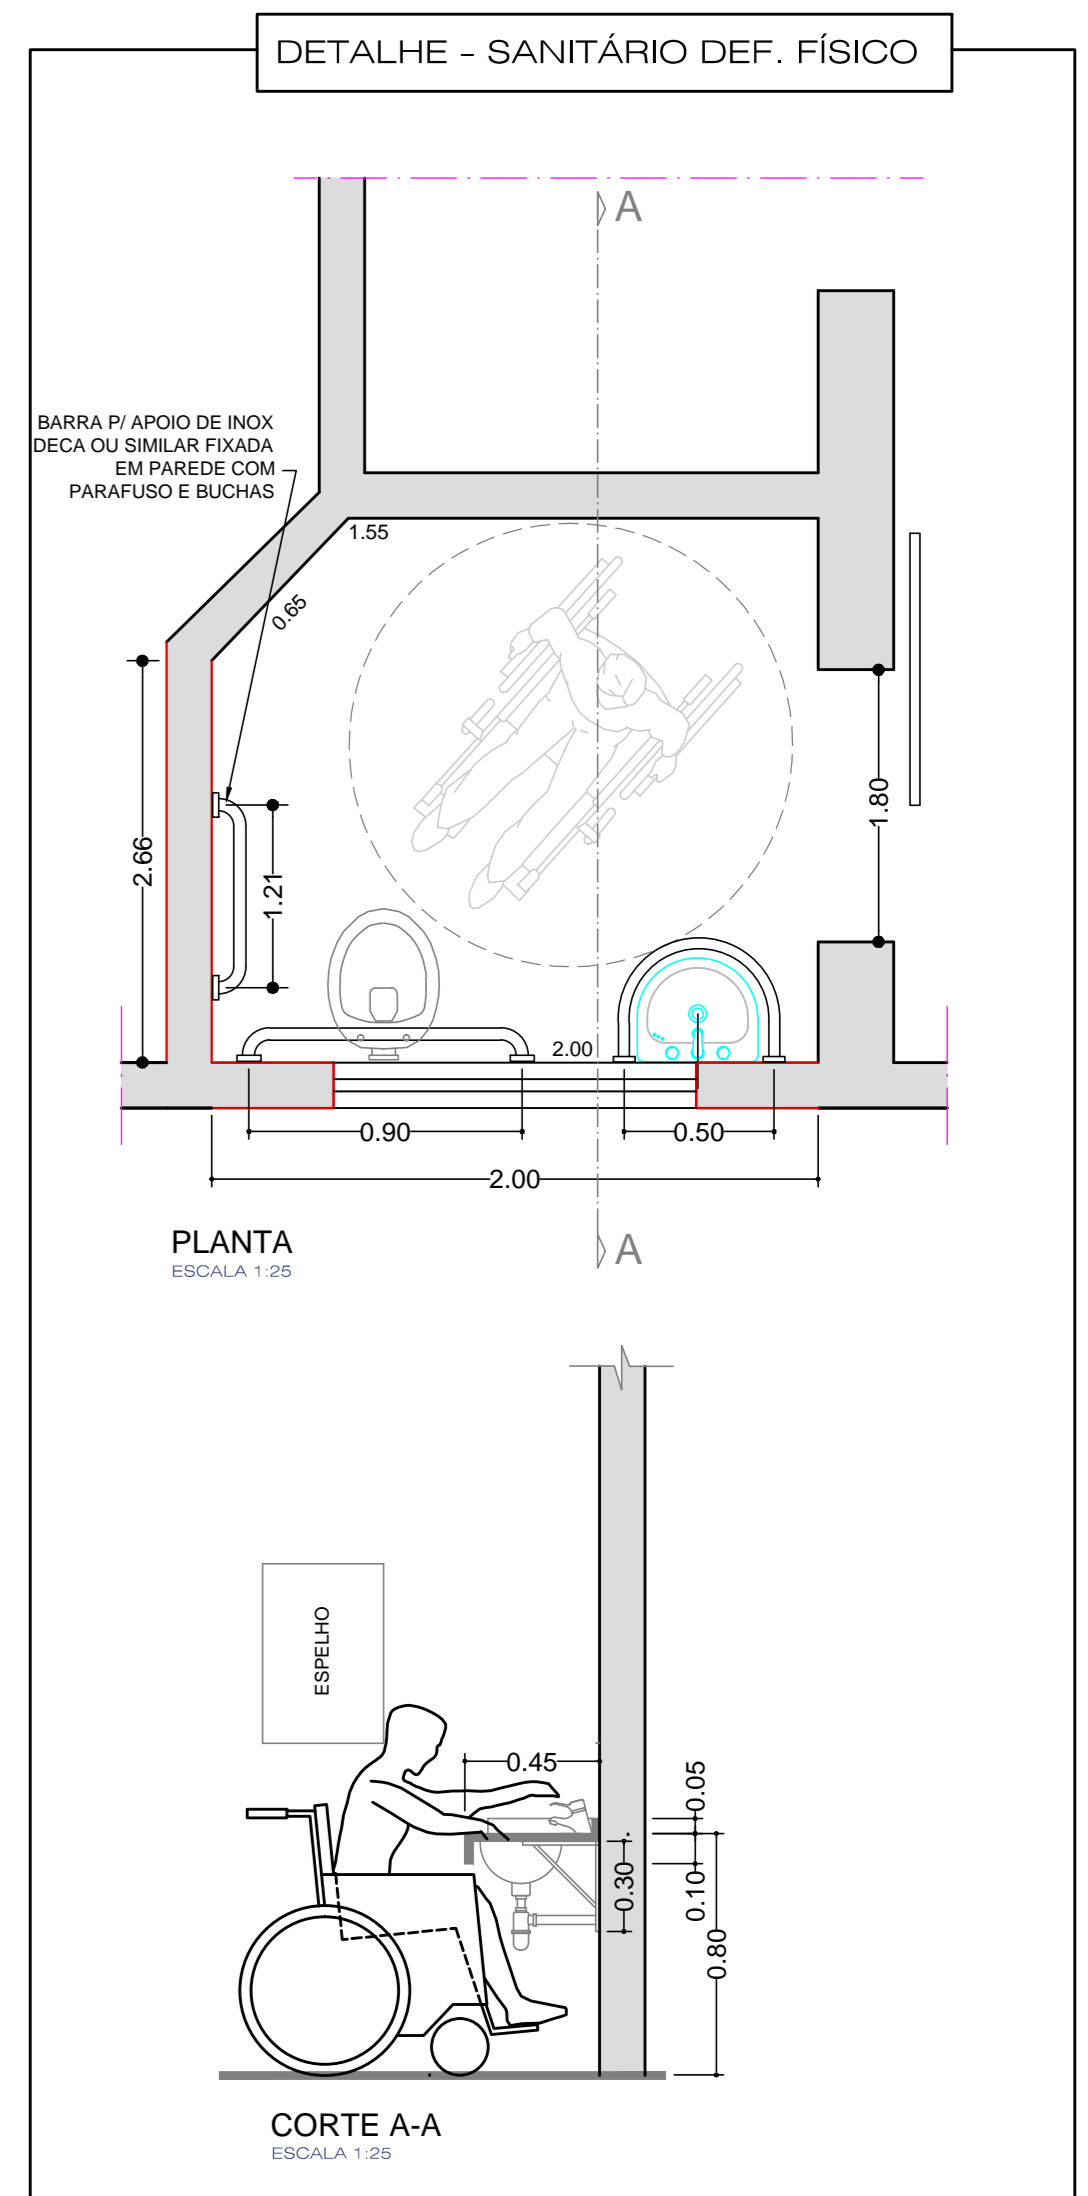 DETALHE - SANITÁRIO DEF. FÍSICO
A
BARRA P/ APOIO DE INOX
DECA OU SIMILAR FIXADA
EM PAREDE COM
PARAFUSO E BUCHAS
1.55
0.65
2.66
1.21
1.80
2.00
0.90
0.50
2.00
A
PLANTA
ESCALA 1:25
ESPELHO
0.45
0.05
0.30
0.10
0.80
CORTE A-A
ESCALA 1:25